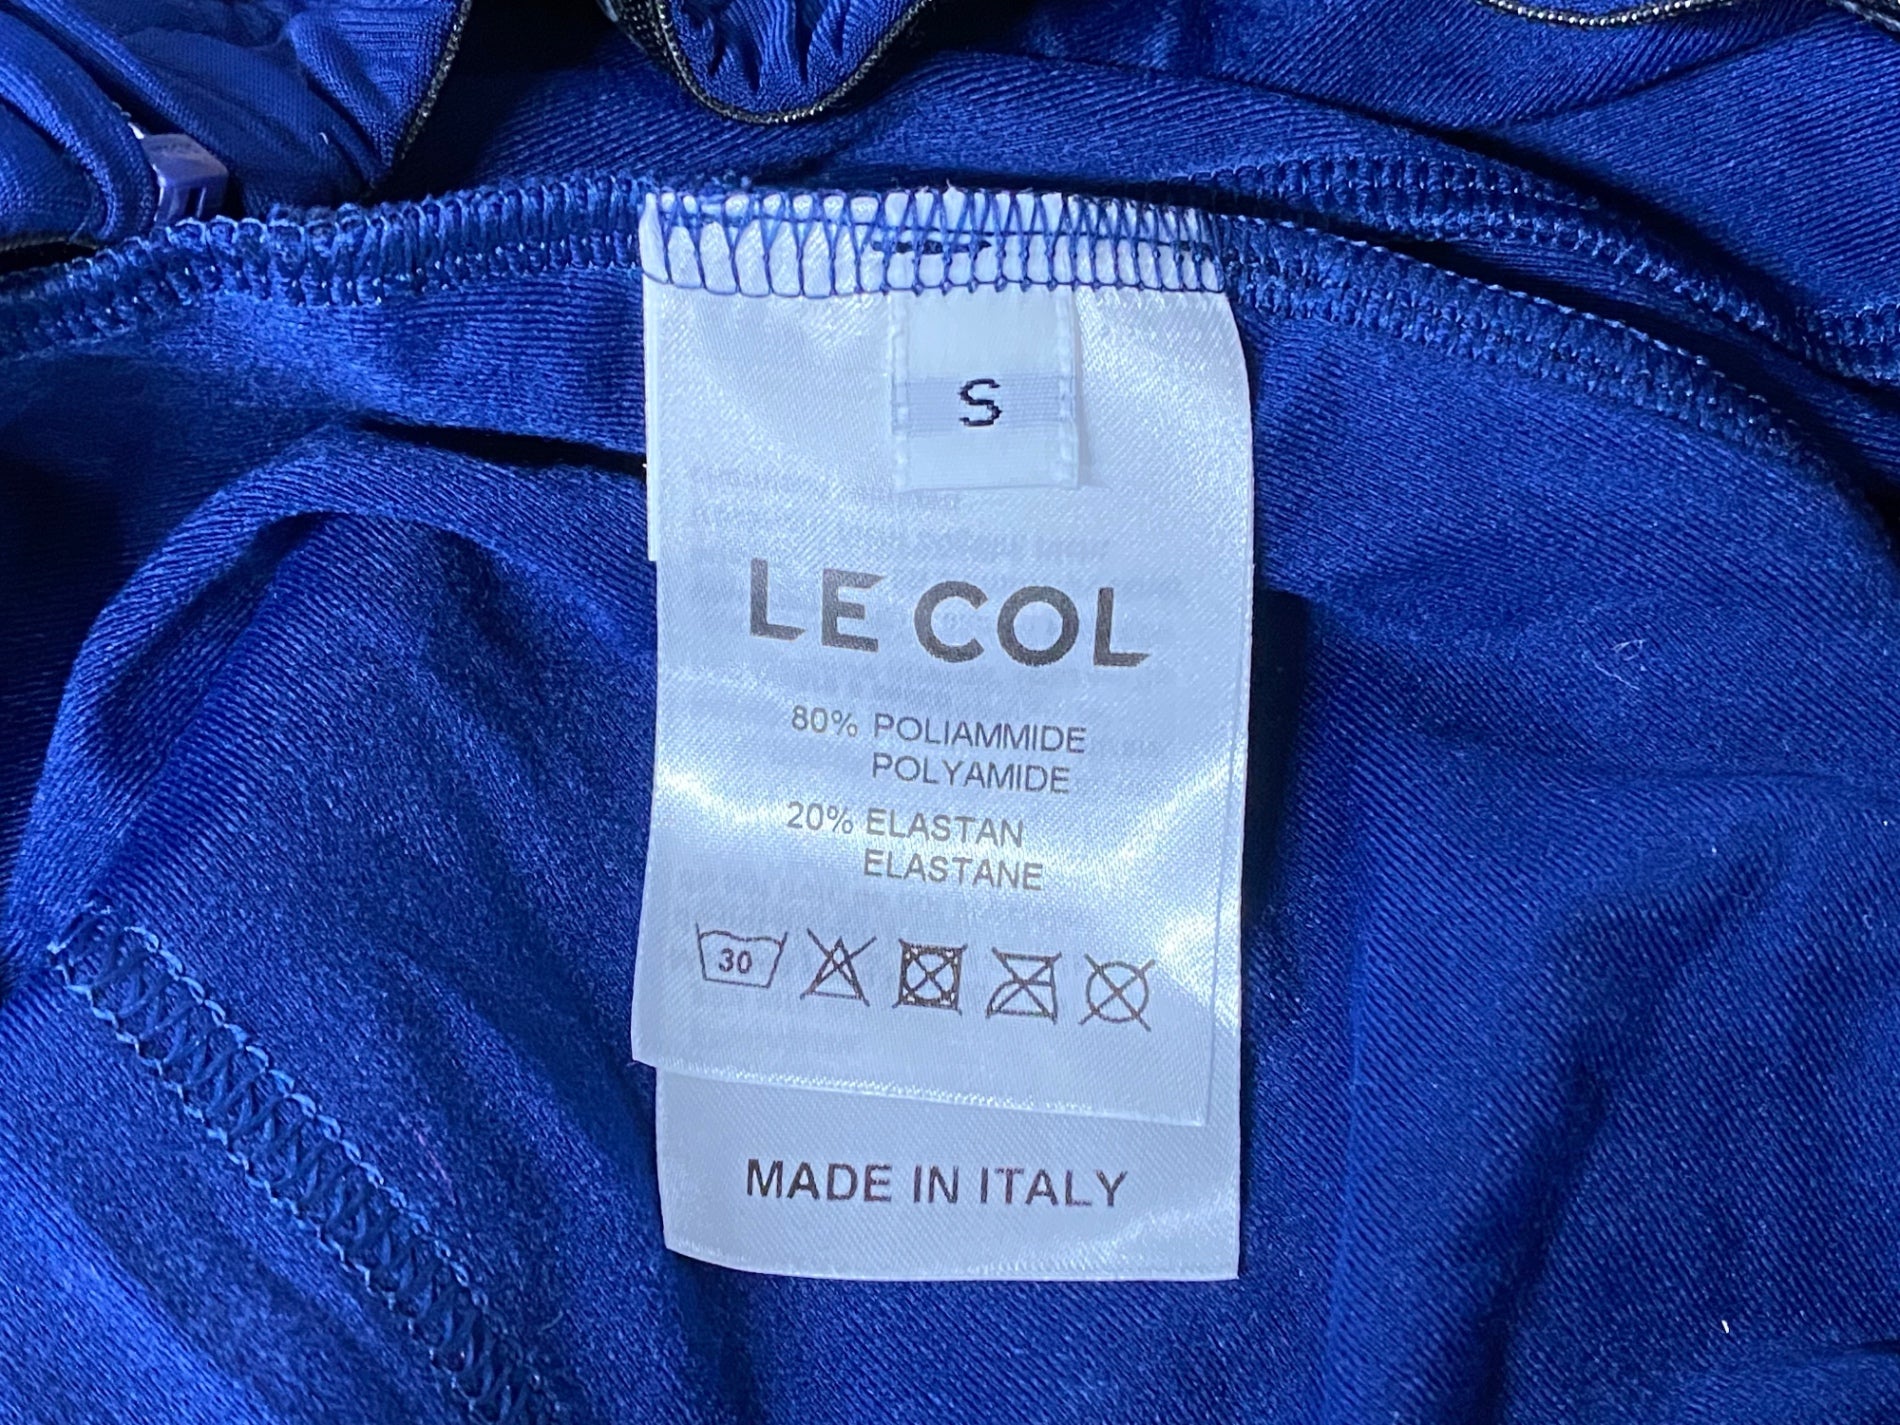 S
LE COL
80% POLIAMMIDE
POLYAMIDE
20% ELASTAN
ELASTANE
30
MADE IN ITALY